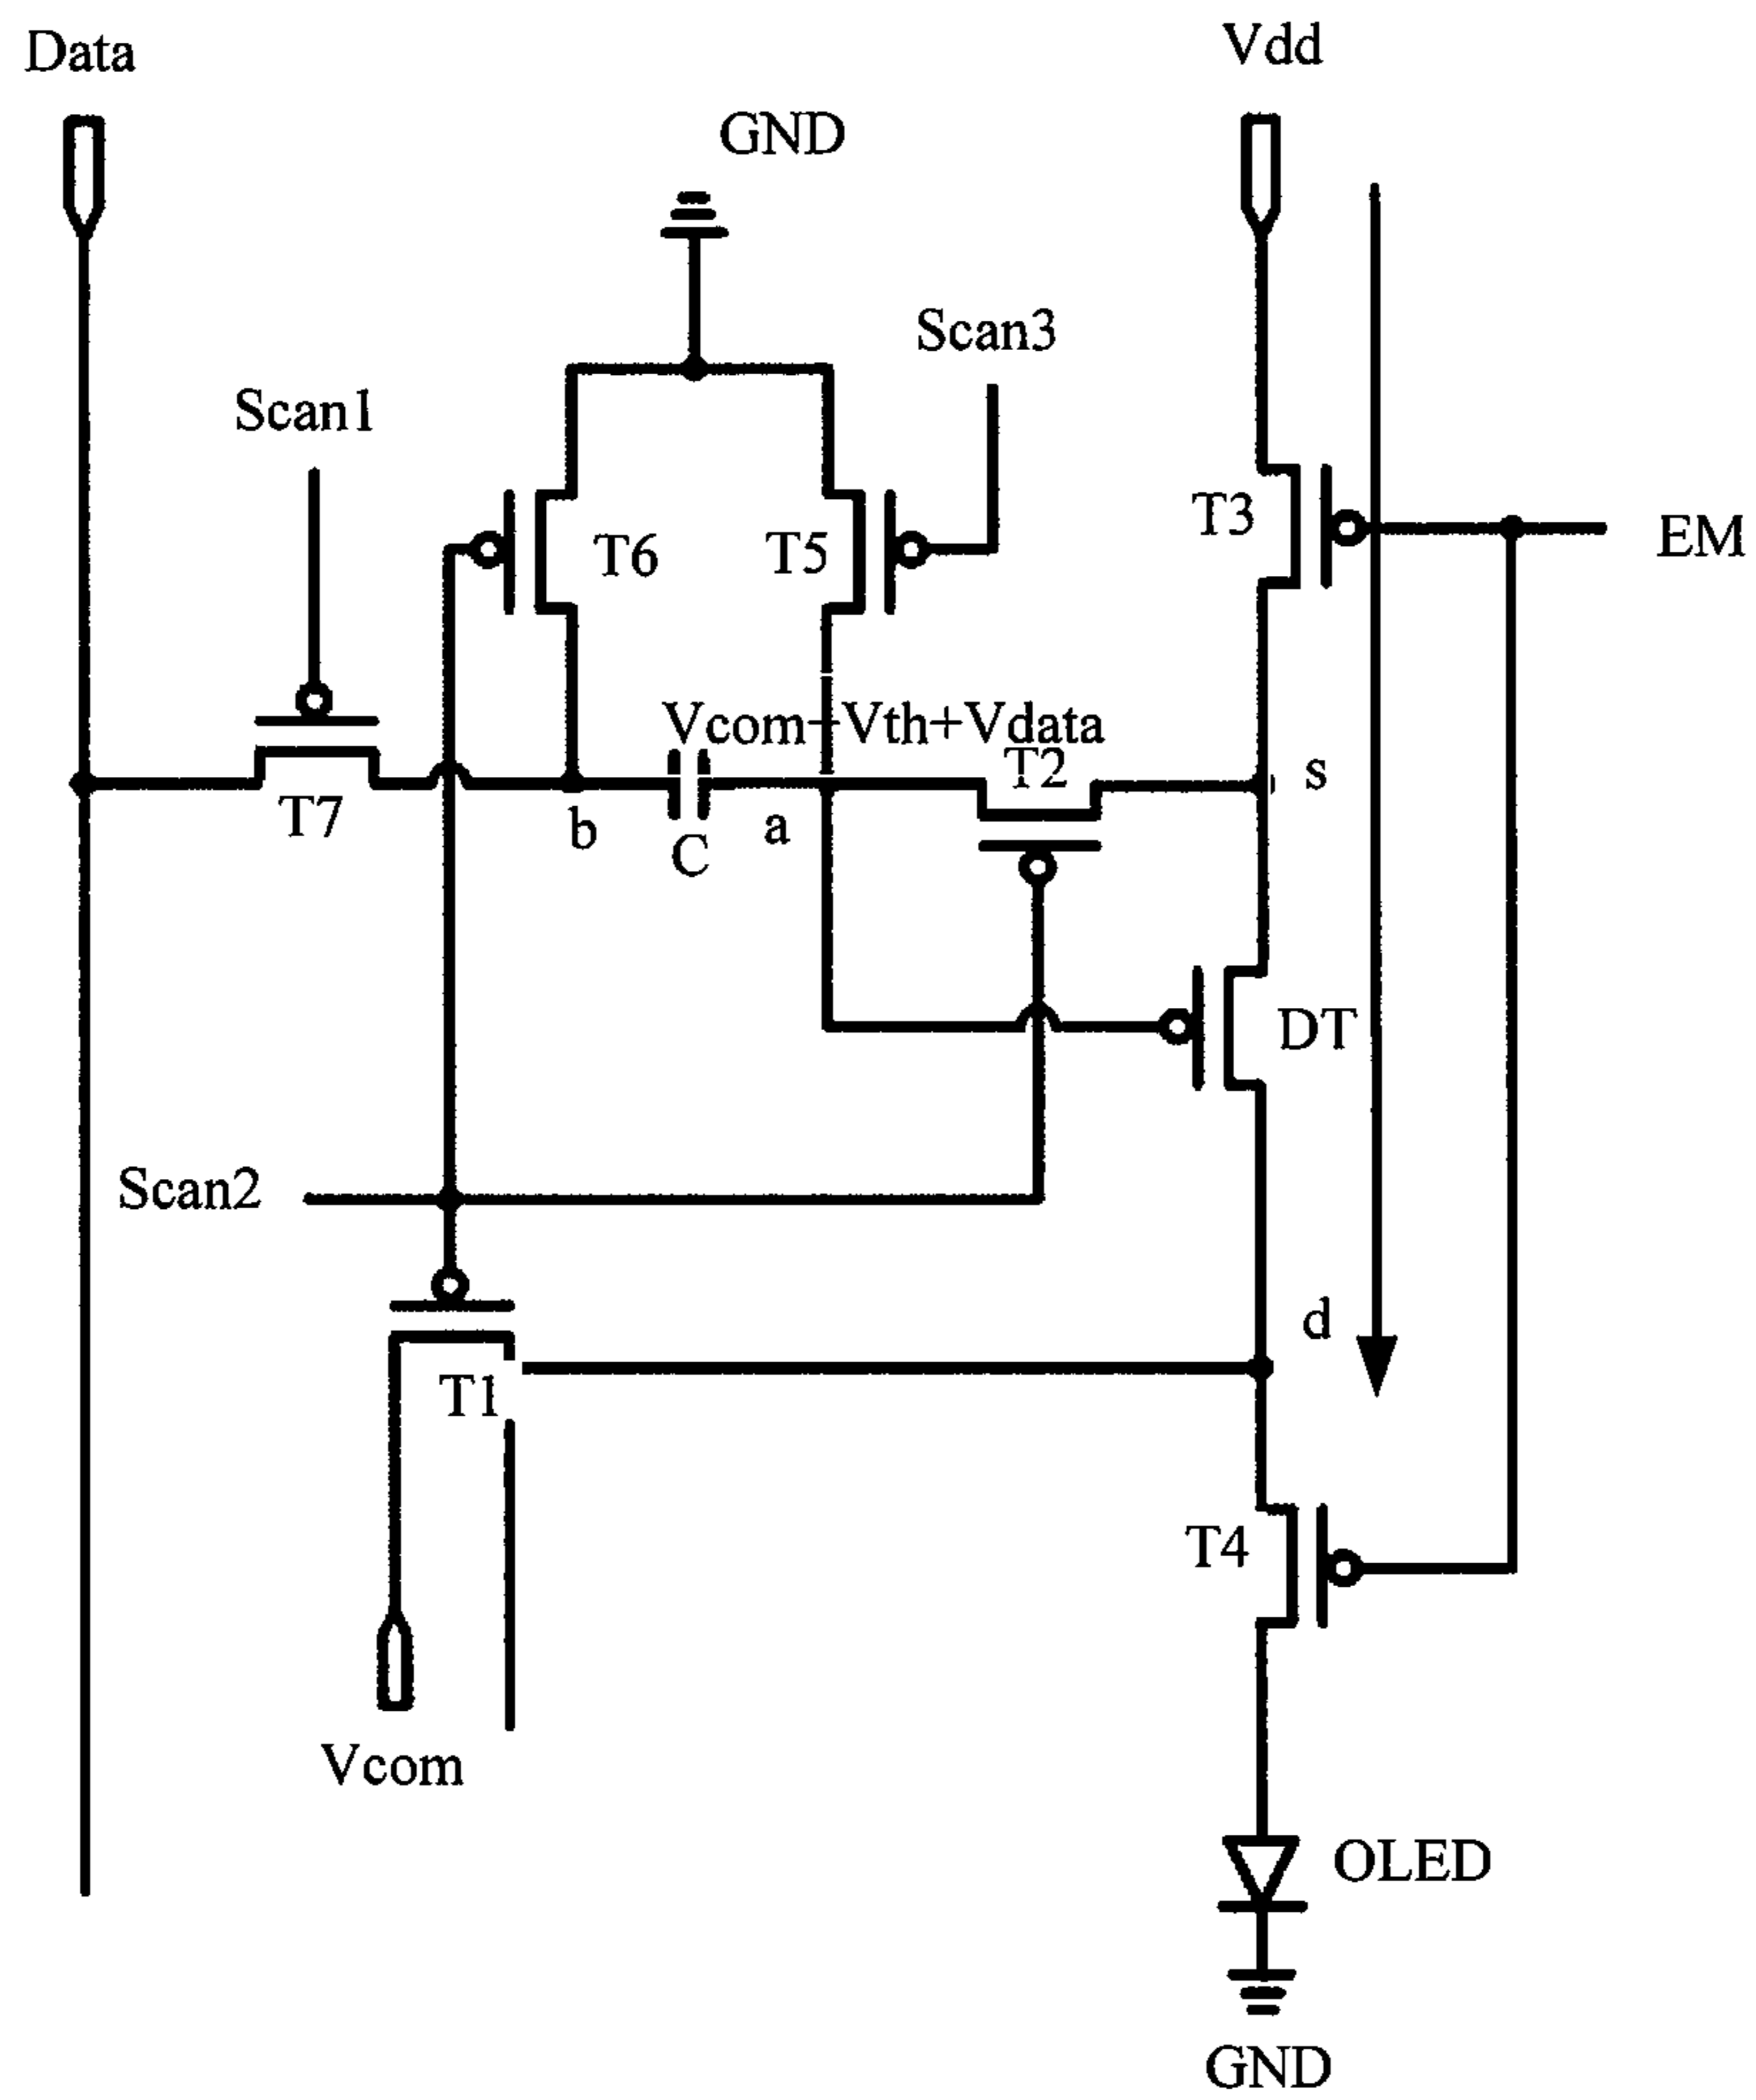 Data
Vdd
GND
Scan3
Scan1
T3
EM
T6
T5
Vcom-Vth+Vdata
T2
s
T7
b
a
C
DT
Scan2
d
T1
T4
Vcom
OLED
GND